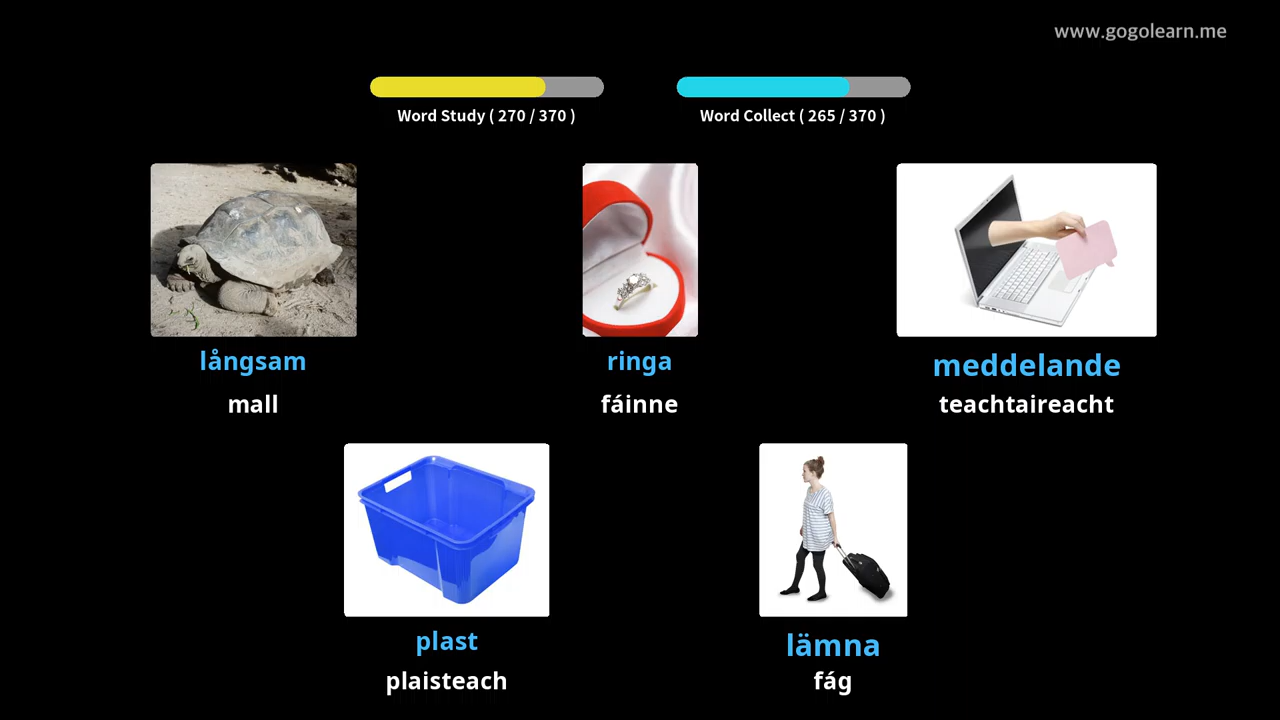 www.gogolearn.me
Word Study ( 270 / 370 )
Word Collect ( 265 / 370 )
långsam
mall
ringa
fáinne
meddelande
teachtaireacht
plast
plaisteach
lämna
fág